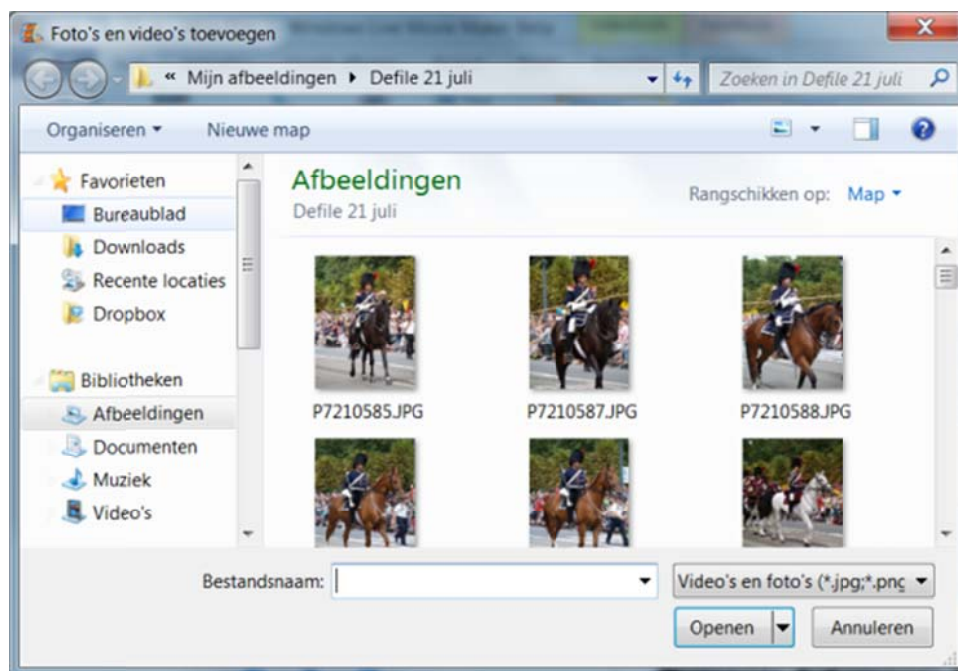 Foto's en video's toevoegen
« Mijn afbeeldingen Defile 21 juli
Zoeken in Defile 21 juli
Organiseren
Nieuwe map
Favorieten
Bureaublad
Downloads
Recente locaties
Dropbox
Bibliotheken
Afbeeldingen
Documenten
Muziek
Video's
Afbeeldingen
Defile 21 juli
Rangschikken op: Map
P7210585.JPG
P7210587.JPG
P7210588.JPG
Bestandsnaam:
Video's en foto's (*.jpg;*.png
Openen
Annuleren